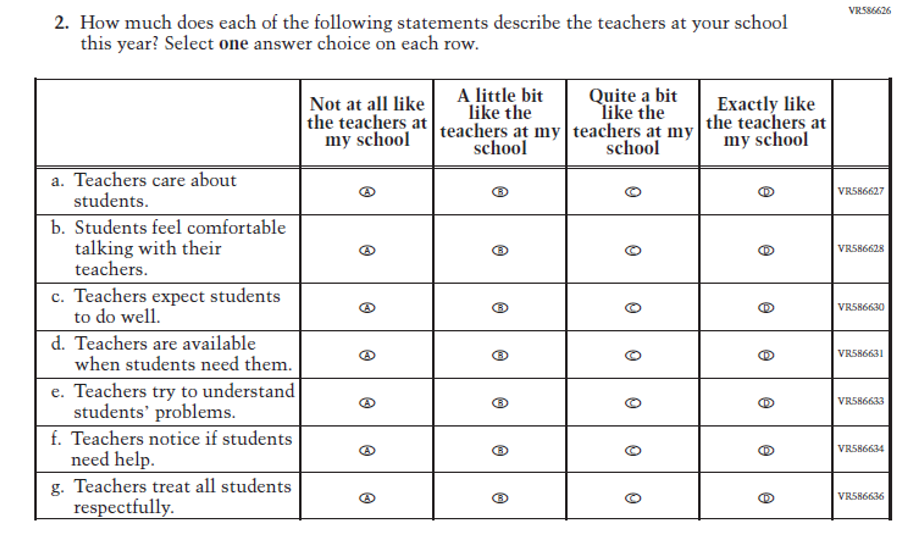 VR586626
2. How much does each of the following statements describe the teachers at your school
this year? Select one answer choice on each row.
Not at all like
the teachers at
my school
A little bit
like the
teachers at my
school
Quite a bit
like the
teachers at my
school
Exactly like
the teachers at
my school
a. Teachers care about
students.
A B C D VR586627
b. Students feel comfortable
talking with their
teachers.
A B C D VR586628
c. Teachers expect students
to do well.
A B C D VR586630
d. Teachers are available
when students need them.
A B C D VR586631
e. Teachers try to understand
students’ problems.
A B C D VR586633
f. Teachers notice if students
need help.
A B C D VR586634
g. Teachers treat all students
respectfully.
A B C D VR586636